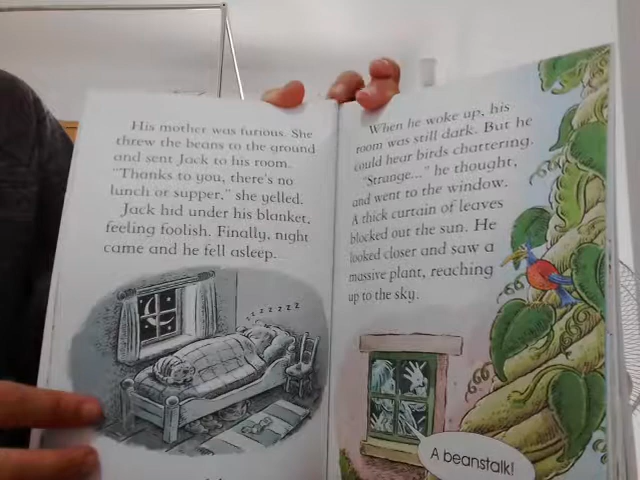 His mother was furious. She
threw the beans to the ground
and sent Jack to his room.
"Thanks to you, there's no
lunch or supper," she yelled.
Jack hid under his blanket,
feeling foolish. Finally, night
came and he fell asleep.
z z z z z z z
When he woke up, his
room was still dark. But he
could hear birds chattering.
"Strange..." he thought,
and went to the window.
A thick curtain of leaves
blocked out the sun. He
looked closer and saw a
massive plant, reaching
up to the sky.
A beanstalk!